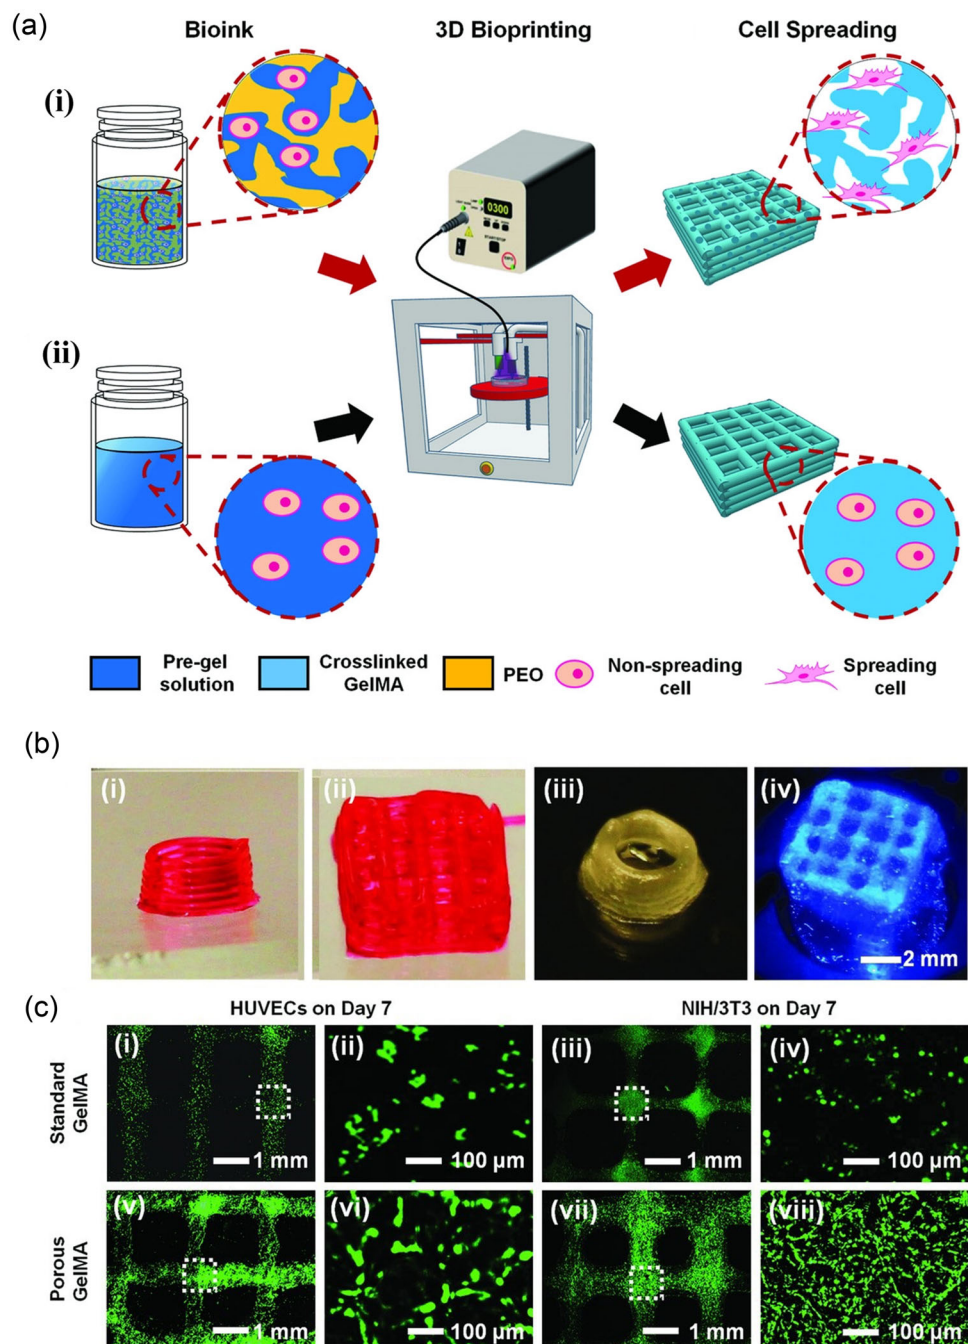 (a)
Bioink
3D Bioprinting
Cell Spreading
(i)
0300
START/STOP
(ii)
Pre-gel
solution
Crosslinked
GelMA
PEO
Non-spreading
cell
Spreading
cell
(b)
(i)
(ii)
(iii)
(iv)
2 mm
(c)
HUVECs on Day 7
NIH/3T3 on Day 7
Standard
GelMA
(i)
1 mm
(ii)
100 µm
(iii)
1 mm
(iv)
100 µm
Porous
GelMA
(v)
1 mm
(vi)
100 µm
(vii)
1 mm
(viii)
100 µm